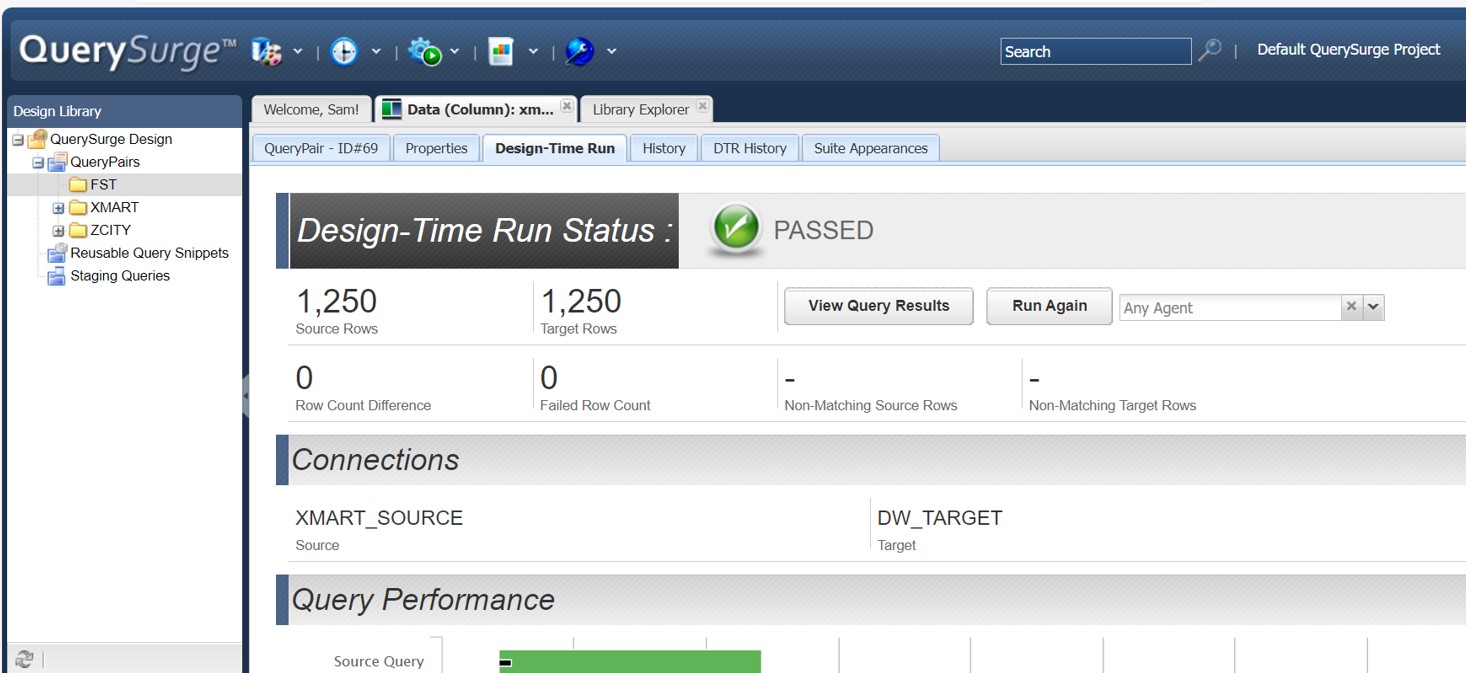 QuerySurge™
Search
Default QuerySurge Project
Design Library
Welcome, Sam!
Data (Column): xm...
Library Explorer
QuerySurge Design
QueryPairs
FST
XMART
ZCITY
Reusable Query Snippets
Staging Queries
QueryPair - ID#69
Properties
Design-Time Run
History
DTR History
Suite Appearances
Design-Time Run Status :
PASSED
1,250
Source Rows
1,250
Target Rows
View Query Results
Run Again
Any Agent
0
Row Count Difference
0
Failed Row Count
-
Non-Matching Source Rows
-
Non-Matching Target Rows
Connections
XMART_SOURCE
Source
DW_TARGET
Target
Query Performance
Source Query